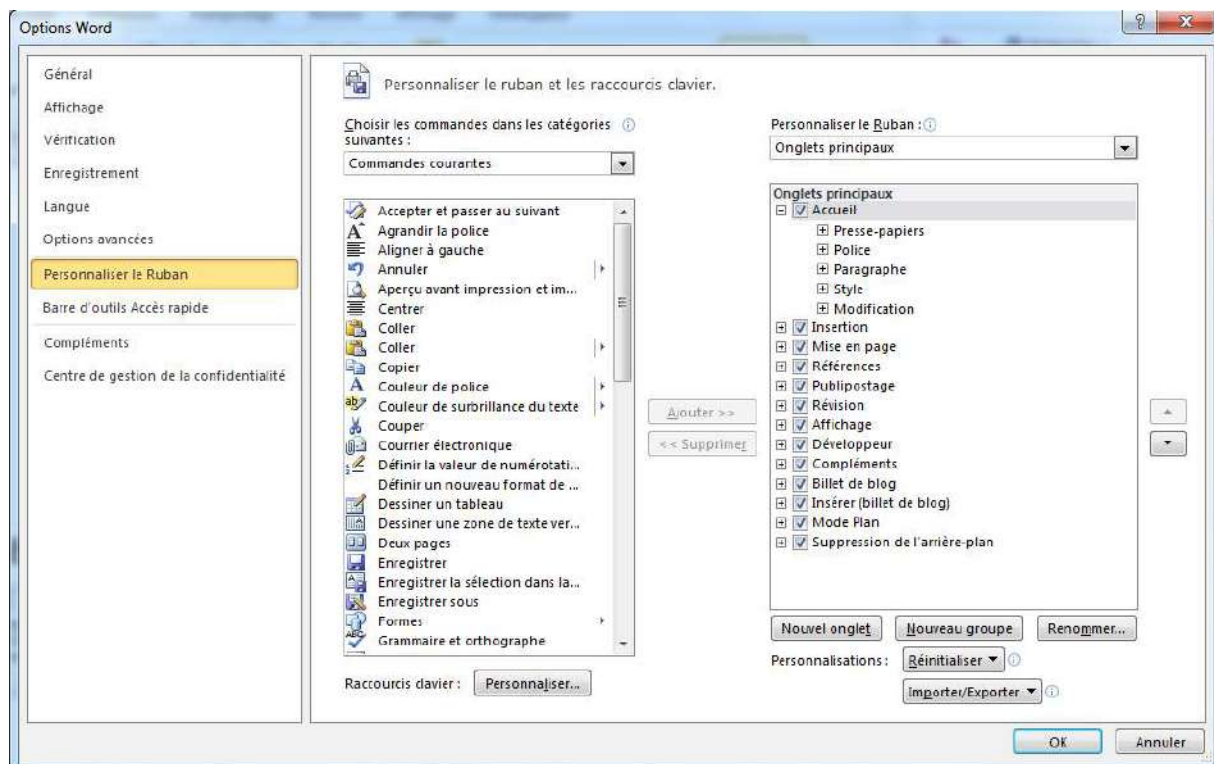 Options Word
Général
Affichage
Vérification
Enregistrement
Langue
Options avancées
Personnaliser le Ruban
Barre d'outils Accès rapide
Compléments
Centre de gestion de la confidentialité
Personnaliser le ruban et les raccourcis clavier.
Choisir les commandes dans les catégories
suivantes :
Commandes courantes
Accepter et passer au suivant
Agrandir la police
Aligner à gauche
Annuler
Aperçu avant impression et im...
Centrer
Coller
Coller
Copier
Couleur de police
Couleur de surbrillance du texte
Couper
Courrier électronique
Définir la valeur de numérotati...
Définir un nouveau format de ...
Dessiner un tableau
Dessiner une zone de texte ver...
Deux pages
Enregistrer
Enregistrer la sélection dans la...
Enregistrer sous
Formes
Grammaire et orthographe
Raccourcis clavier :
Personnaliser...
Ajouter >>
<< Supprimer
Personnaliser le Ruban :
Onglets principaux
Onglets principaux
Accueil
Presse-papiers
Police
Paragraphe
Style
Modification
Insertion
Mise en page
Références
Publipostage
Révision
Affichage
Développeur
Compléments
Billet de blog
Insérer (billet de blog)
Mode Plan
Suppression de l'arrière-plan
Nouvel onglet
Nouveau groupe
Renommer...
Personnalisations :
Réinitialiser
Importer/Exporter
OK
Annuler